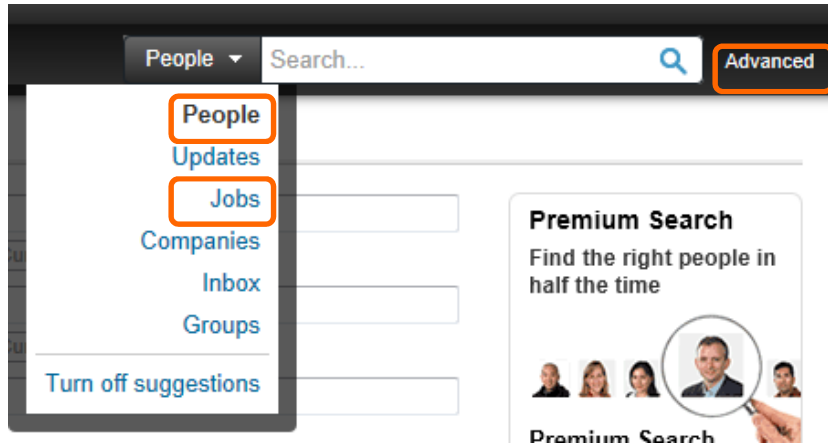 People
Search...
Advanced
People
Updates
Jobs
Companies
Inbox
Groups
Turn off suggestions
Premium Search
Find the right people in
half the time
Premium Search